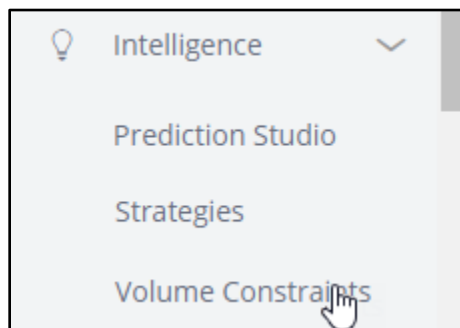 Intelligence
Prediction Studio
Strategies
Volume Constraints